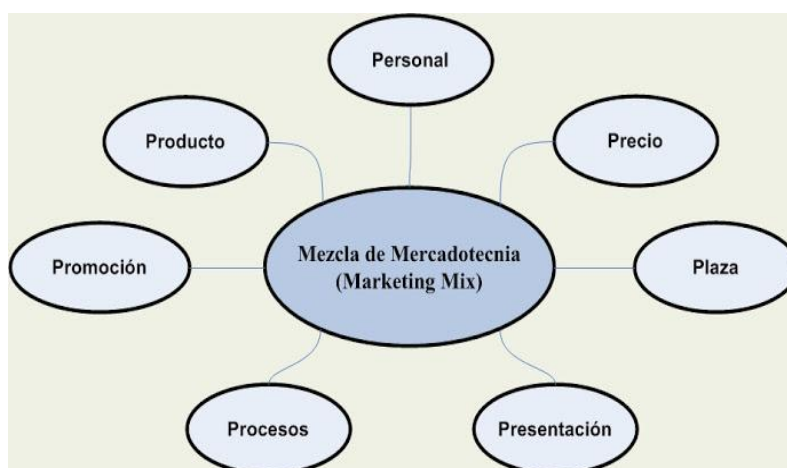 Personal
Producto
Precio
Mezcla de Mercadotecnia
(Marketing Mix)
Promoción
Plaza
Procesos
Presentación